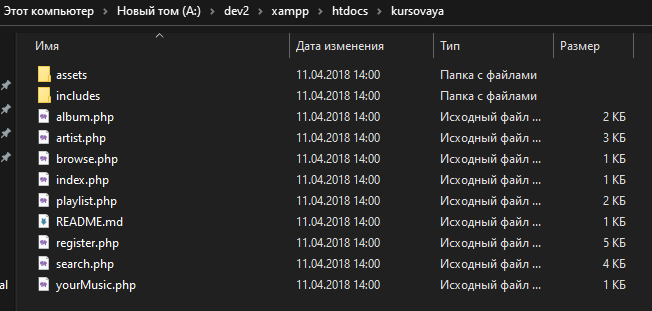 Этот компьютер > Новый том (A:) > dev2 > xampp > htdocs > kursovaya
Имя Дата изменения Тип Размер
assets 11.04.2018 14:00 Папка с файлами
includes 11.04.2018 14:00 Папка с файлами
album.php 11.04.2018 14:00 Исходный файл ... 2 КБ
artist.php 11.04.2018 14:00 Исходный файл ... 3 КБ
browse.php 11.04.2018 14:00 Исходный файл ... 1 КБ
index.php 11.04.2018 14:00 Исходный файл ... 1 КБ
playlist.php 11.04.2018 14:00 Исходный файл ... 2 КБ
README.md 11.04.2018 14:00 Исходный файл ... 1 КБ
register.php 11.04.2018 14:00 Исходный файл ... 5 КБ
search.php 11.04.2018 14:00 Исходный файл ... 4 КБ
al yourMusic.php 11.04.2018 14:00 Исходный файл ... 1 КБ